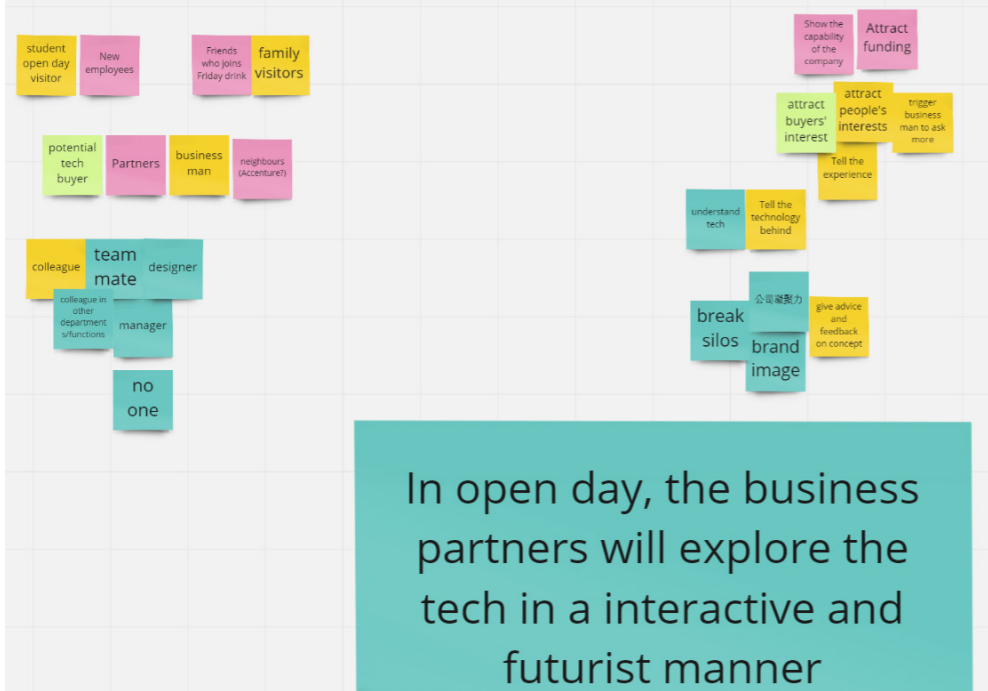 student
open day
visitor
New
employees
Friends
who joins
Friday drink
family
visitors
potential
tech
buyer
Partners
business
man
neighbours
(Accenture?)
colleague
team
mate
designer
colleague in
other
department
s/functions
manager
no
one
Show the
capability
of the
company
Attract
funding
attract
buyers'
interest
attract
people's
interests
trigger
business
man to ask
more
Tell the
experience
understand
tech
Tell the
technology
behind
公司凝聚力
break
silos
brand
image
give advice
and
feedback
on concept
In open day, the business
partners will explore the
tech in a interactive and
futurist manner